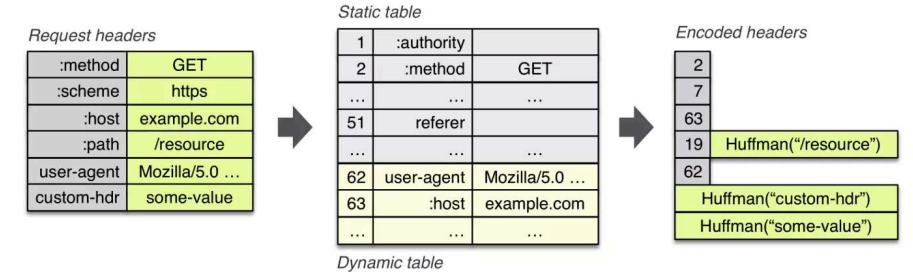 Static table
Request headers
Encoded headers
:method GET
:scheme https
:host example.com
:path /resource
user-agent Mozilla/5.0 ...
custom-hdr some-value
1 :authority
2 :method GET
... ... ...
51 referer
... ... ...
62 user-agent Mozilla/5.0 ...
63 :host example.com
... ... ...
Dynamic table
2
7
63
19 Huffman("/resource")
62
Huffman("custom-hdr")
Huffman("some-value")